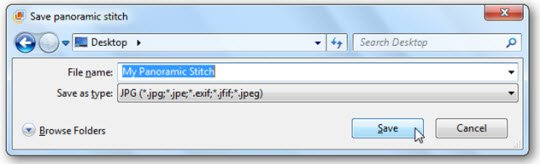 Save panoramic stitch
Desktop
Search Desktop
File name: My Panoramic Stitch
Save as type: JPG (*.jpg;*.jpe;*.exif;*.jfif;*.jpeg)
Browse Folders Save Cancel